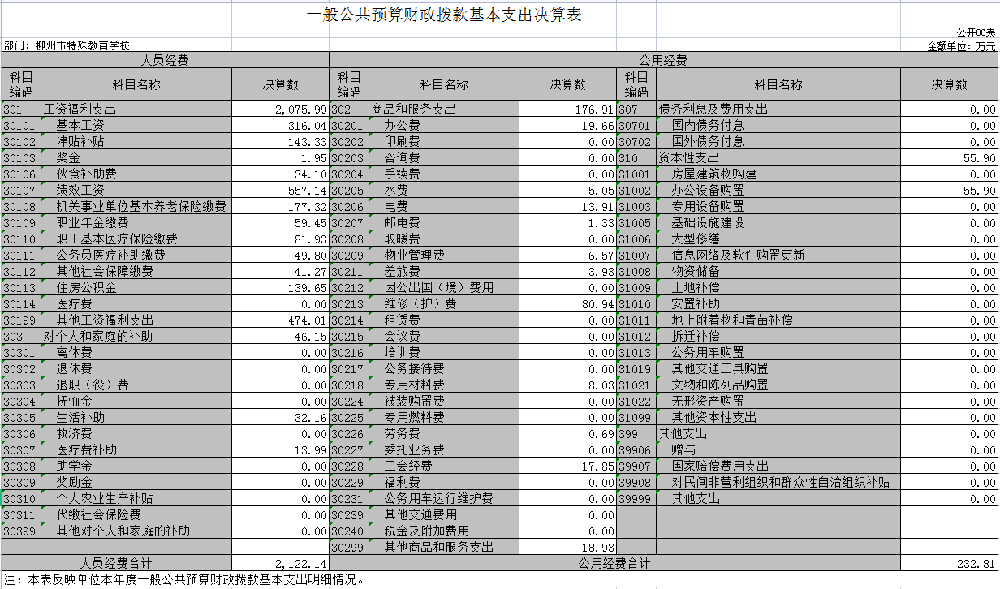 一般公共预算财政拨款基本支出决算表
公开06表
部门：柳州市特殊教育学校 金额单位：万元
人员经费 公用经费
科目编码 科目名称 决算数 科目编码 科目名称 决算数 科目编码 科目名称 决算数
301 工资福利支出 2,075.99 302 商品和服务支出 176.91 307 债务利息及费用支出 0.00
30101 基本工资 316.04 30201 办公费 19.66 30701 国内债务付息 0.00
30102 津贴补贴 143.33 30202 印刷费 0.00 30702 国外债务付息 0.00
30103 奖金 1.95 30203 咨询费 0.00 310 资本性支出 55.90
30106 伙食补助费 34.10 30204 手续费 0.00 31001 房屋建筑物购建 0.00
30107 绩效工资 557.14 30205 水费 5.05 31002 办公设备购置 55.90
30108 机关事业单位基本养老保险缴费 177.32 30206 电费 13.91 31003 专用设备购置 0.00
30109 职业年金缴费 59.45 30207 邮电费 1.33 31005 基础设施建设 0.00
30110 职工基本医疗保险缴费 81.93 30208 取暖费 0.00 31006 大型修缮 0.00
30111 公务员医疗补助缴费 49.80 30209 物业管理费 6.57 31007 信息网络及软件购置更新 0.00
30112 其他社会保障缴费 41.27 30211 差旅费 3.93 31008 物资储备 0.00
30113 住房公积金 139.65 30212 因公出国（境）费用 0.00 31009 土地补偿 0.00
30114 医疗费 0.00 30213 维修（护）费 80.94 31010 安置补助 0.00
30199 其他工资福利支出 474.01 30214 租赁费 0.00 31011 地上附着物和青苗补偿 0.00
303 对个人和家庭的补助 46.15 30215 会议费 0.00 31012 拆迁补偿 0.00
30301 离休费 0.00 30216 培训费 0.00 31013 公务用车购置 0.00
30302 退休费 0.00 30217 公务接待费 0.00 31019 其他交通工具购置 0.00
30303 退职（役）费 0.00 30218 专用材料费 8.03 31021 文物和陈列品购置 0.00
30304 抚恤金 0.00 30224 被装购置费 0.00 31022 无形资产购置 0.00
30305 生活补助 32.16 30225 专用燃料费 0.00 31099 其他资本性支出 0.00
30306 救济费 0.00 30226 劳务费 0.69 399 其他支出 0.00
30307 医疗费补助 13.99 30227 委托业务费 0.00 39906 赠与 0.00
30308 助学金 0.00 30228 工会经费 17.85 39907 国家赔偿费用支出 0.00
30309 奖励金 0.00 30229 福利费 0.00 39908 对民间非营利组织和群众性自治组织补贴 0.00
30310 个人农业生产补贴 0.00 30231 公务用车运行维护费 0.00 39999 其他支出 0.00
30311 代缴社会保险费 0.00 30239 其他交通费用 0.00
30399 其他对个人和家庭的补助 0.00 30240 税金及附加费用 0.00
30299 其他商品和服务支出 18.93
人员经费合计 2,122.14 公用经费合计 232.81
注：本表反映单位本年度一般公共预算财政拨款基本支出明细情况。